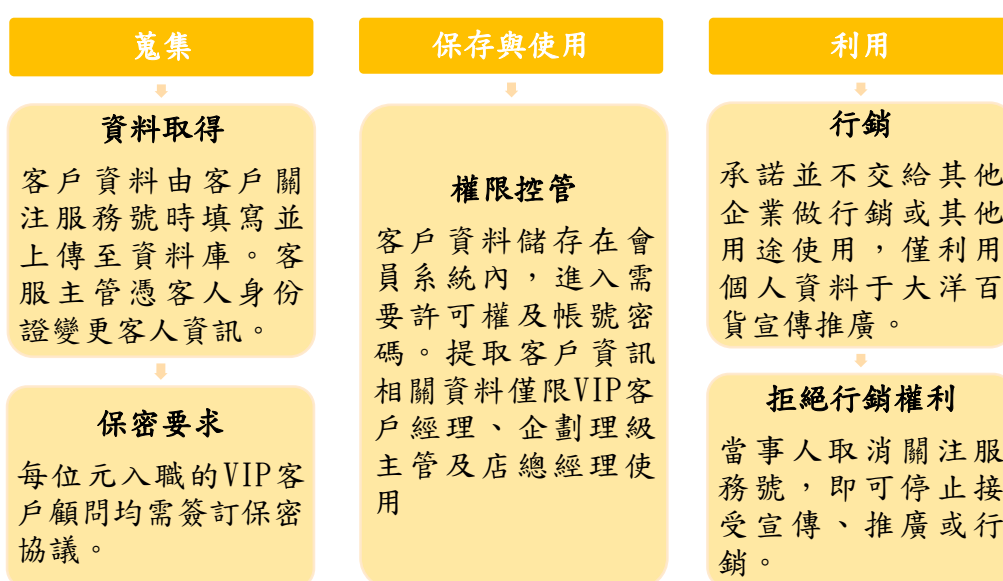 蒐集
資料取得
客戶資料由客戶關
注服務號時填寫並
上傳至資料庫。客
服主管憑客人身份
證變更客人資訊。
保密要求
每位元入職的VIP客
戶顧問均需簽訂保密
協議。
保存與使用
權限控管
客戶資料儲存在會
員系統內，進入需
要許可權及帳號密
碼。提取客戶資訊
相關資料僅限VIP客
戶經理、企劃理級
主管及店總經理使
用
利用
行銷
承諾並不交給其他
企業做行銷或其他
用途使用，僅利用
個人資料于大洋百
貨宣傳推廣。
拒絕行銷權利
當事人取消關注服
務號，即可停止接
受宣傳、推廣或行
銷。